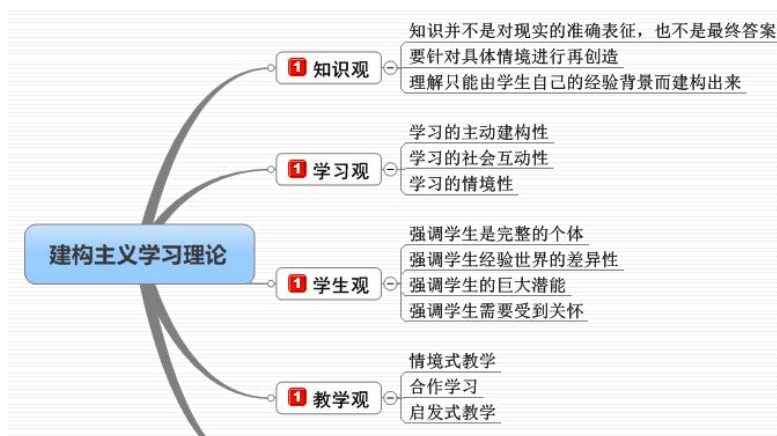 建构主义学习理论
1 知识观
知识并不是对现实的准确表征，也不是最终答案
要针对具体情境进行再创造
理解只能由学生自己的经验背景而建构出来
1 学习观
学习的主动建构性
学习的社会互动性
学习的情境性
1 学生观
强调学生是完整的个体
强调学生经验世界的差异性
强调学生的巨大潜能
强调学生需要受到关怀
1 教学观
情境式教学
合作学习
启发式教学